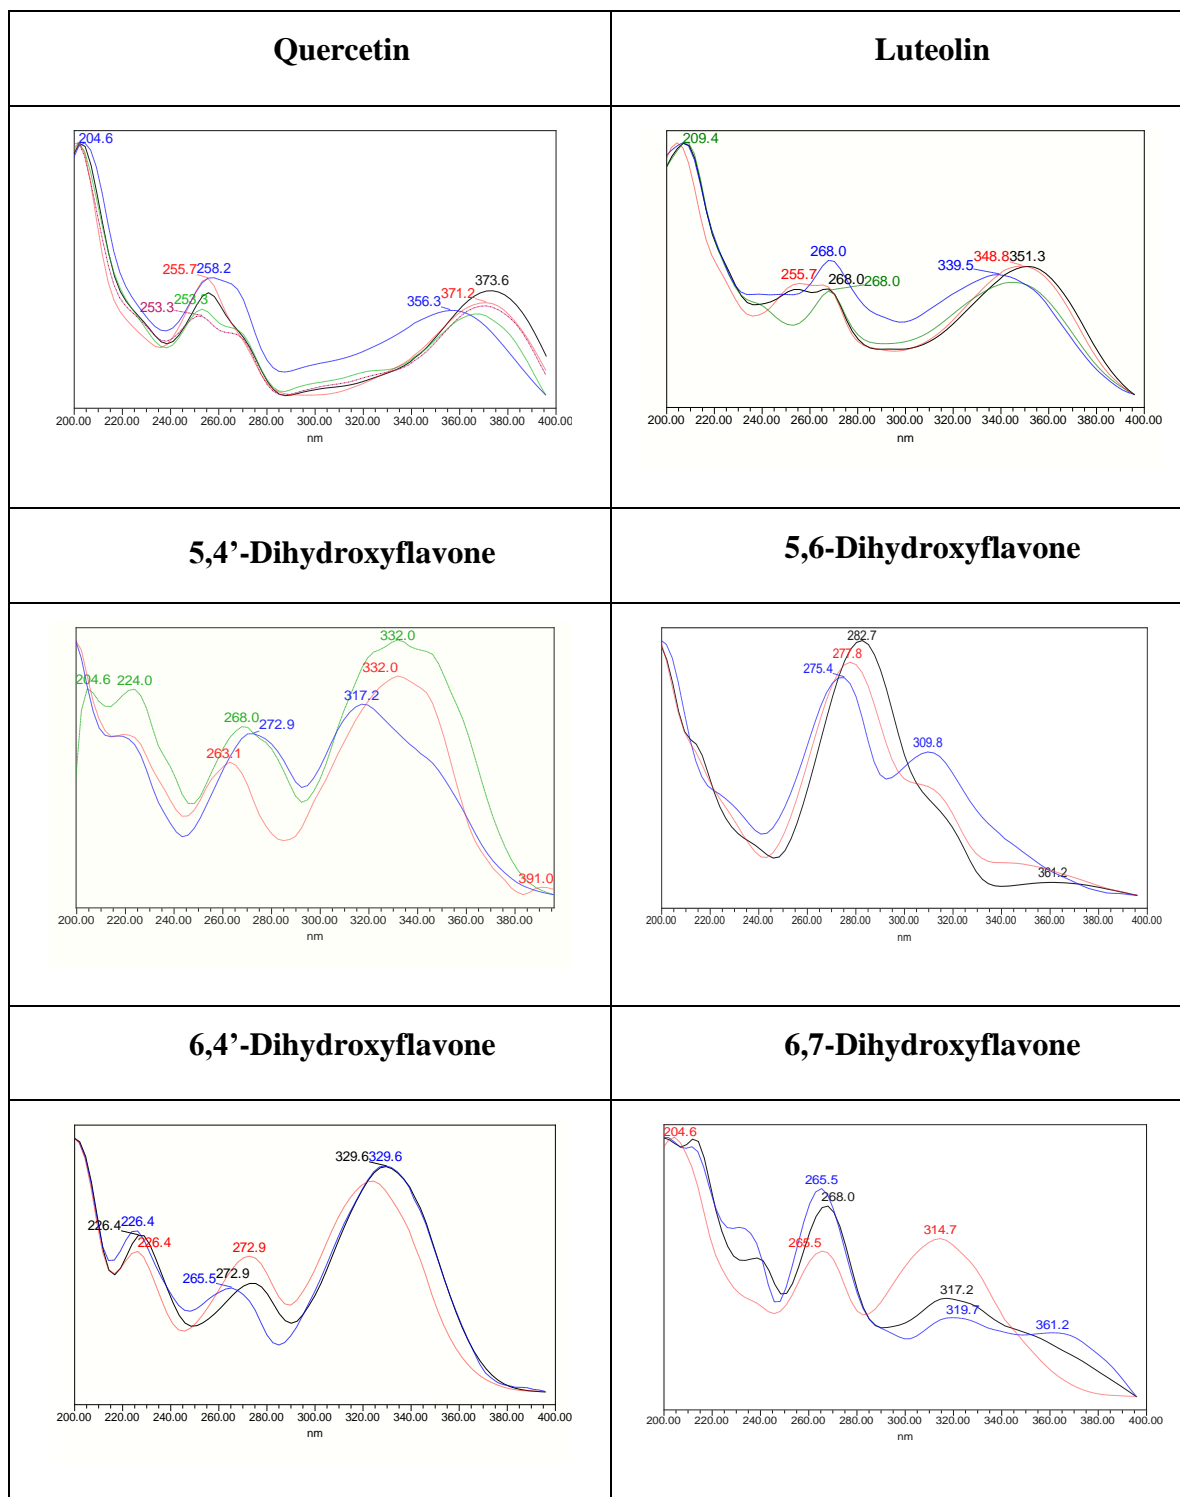 Quercetin
Luteolin
204.6
255.7 258.2
253.3
253.3
356.3
371.2
373.6
200.00 220.00 240.00 260.00 280.00 300.00 320.00 340.00 360.00 380.00 400.00
nm
209.4
268.0
255.7
268.0
268.0
339.5
348.8 351.3
200.00 220.00 240.00 260.00 280.00 300.00 320.00 340.00 360.00 380.00 400.00
nm
5,4’-Dihydroxyflavone
5,6-Dihydroxyflavone
332.0
204.6 224.0
332.0
317.2
268.0
272.9
263.1
391.0
200.00 220.00 240.00 260.00 280.00 300.00 320.00 340.00 360.00 380.00
nm
282.7
277.8
275.4
309.8
361.2
200.00 220.00 240.00 260.00 280.00 300.00 320.00 340.00 360.00 380.00 400.00
nm
6,4’-Dihydroxyflavone
6,7-Dihydroxyflavone
329.6 329.6
226.4 226.4
226.4
272.9
265.5 272.9
200.00 220.00 240.00 260.00 280.00 300.00 320.00 340.00 360.00 380.00 400.00
nm
204.6
265.5
268.0
265.5
314.7
317.2
319.7
361.2
200.00 220.00 240.00 260.00 280.00 300.00 320.00 340.00 360.00 380.00 400.00
nm